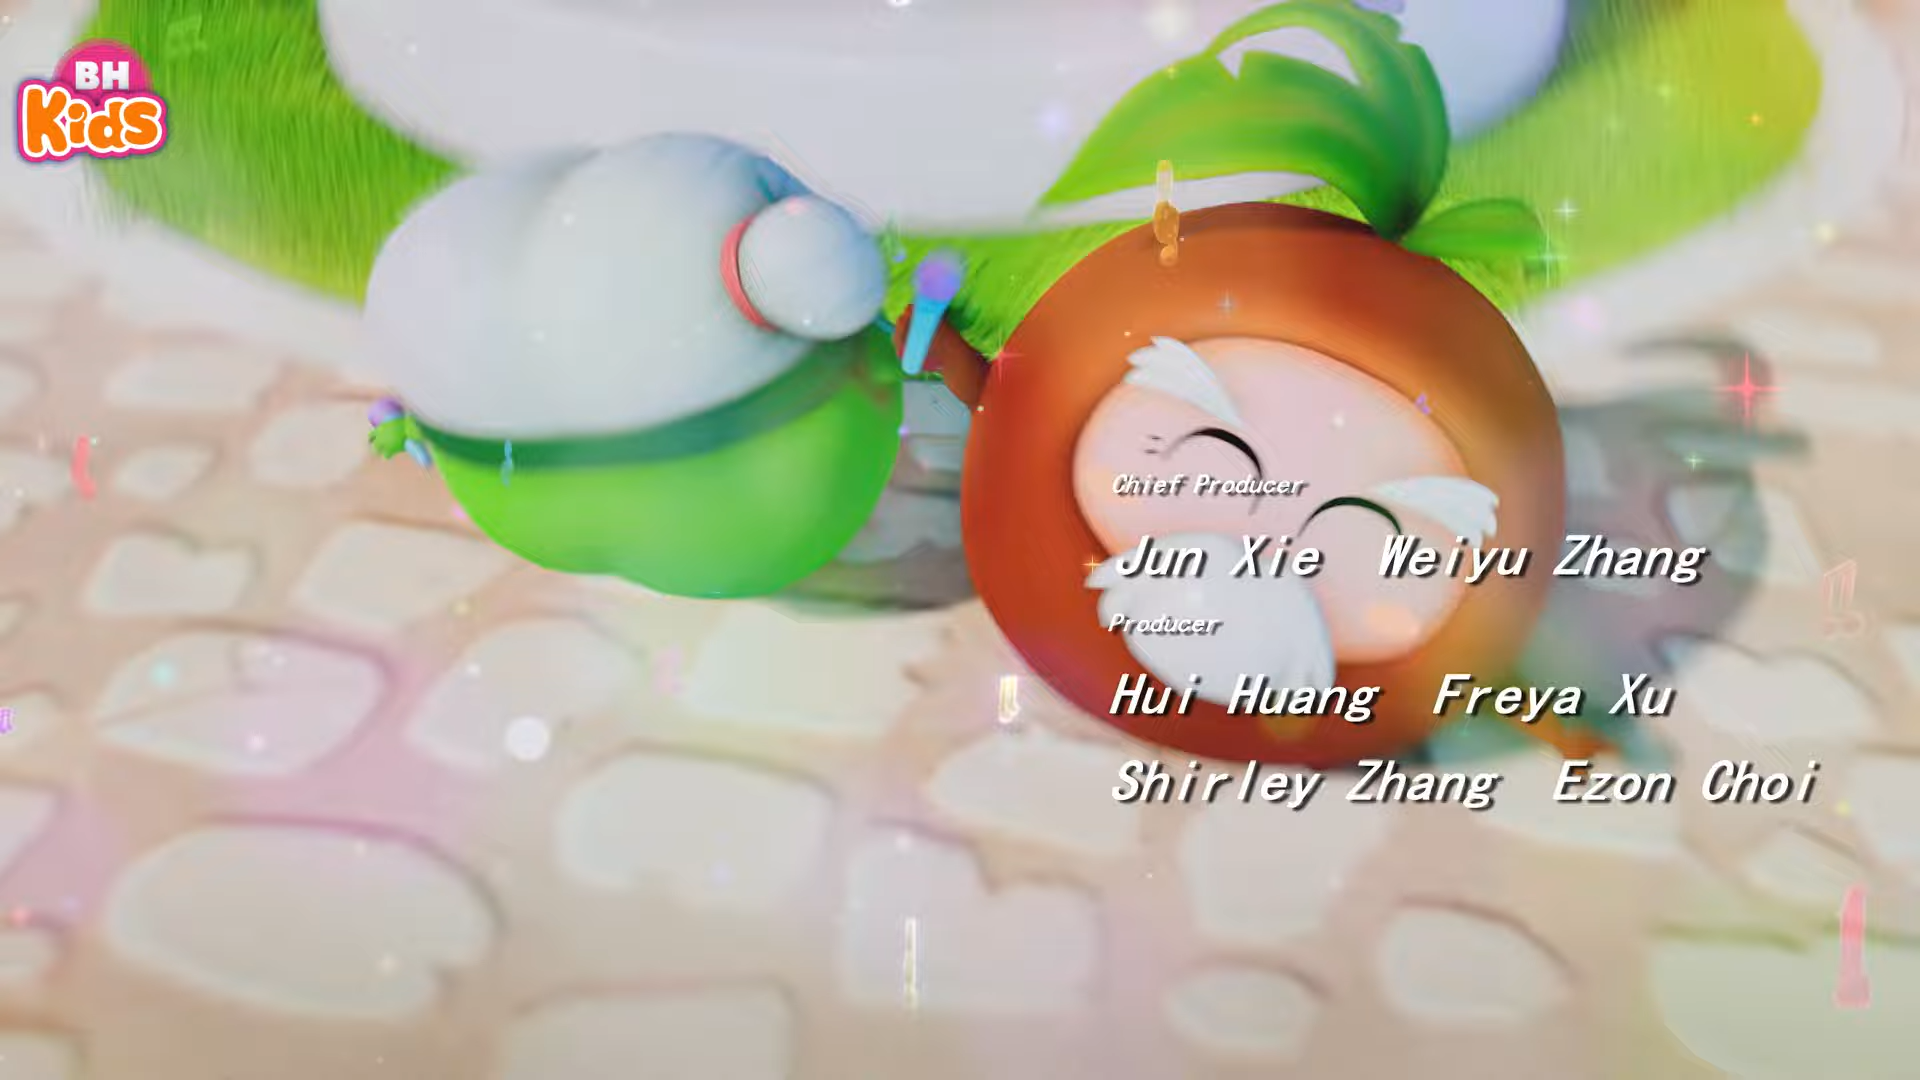 BH
Kids
Chief Producer
Jun Xie Weiyu Zhang
Producer
Hui Huang Freya Xu
Shirley Zhang Ezon Choi